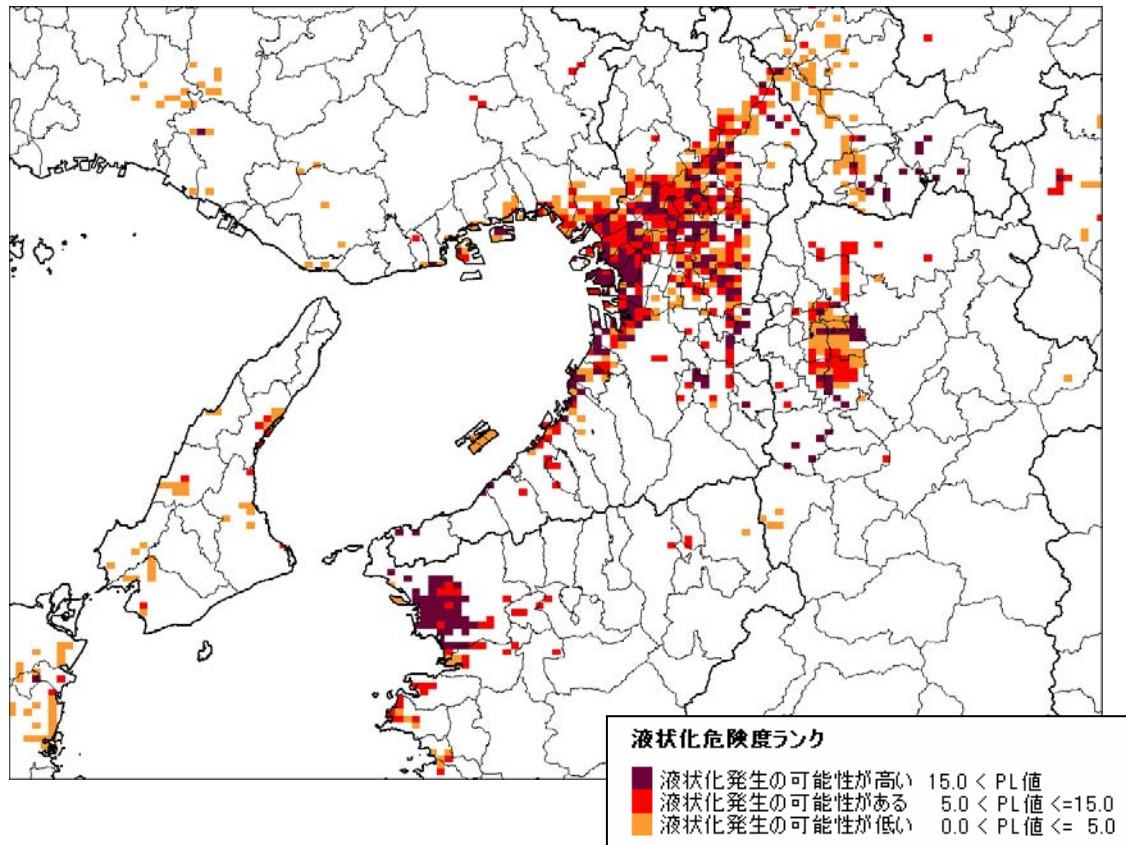 液状化危険度ランク
液状化発生の可能性が高い 15.0 < PL値
液状化発生の可能性がある 5.0 < PL値 <=15.0
液状化発生の可能性が低い 0.0 < PL値 <= 5.0